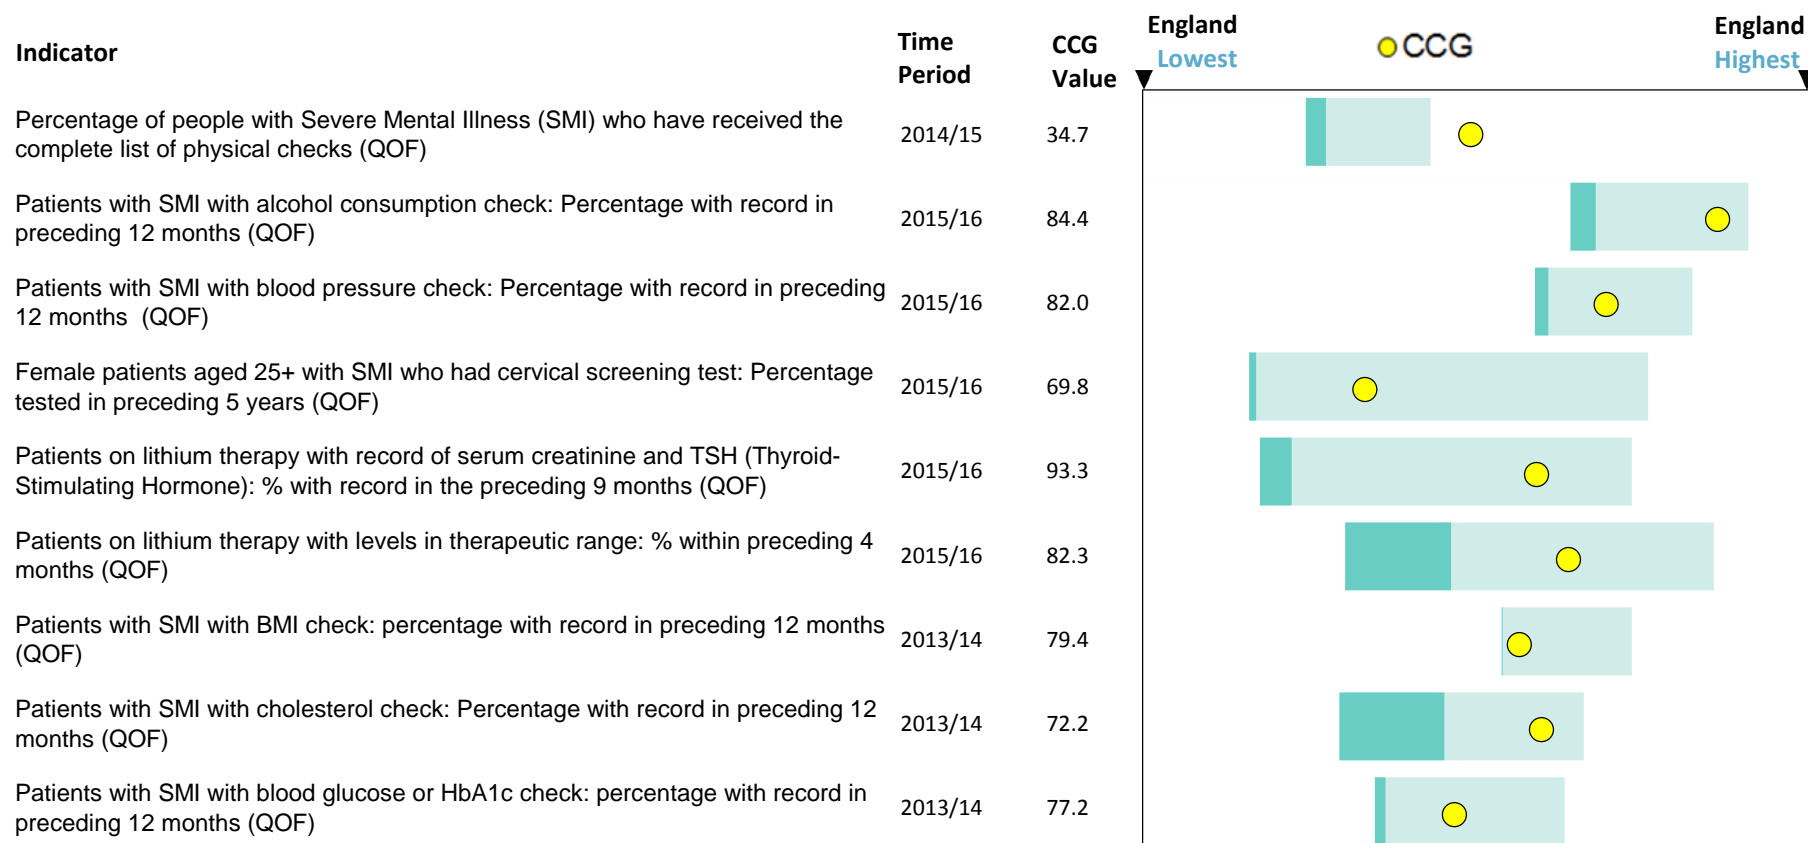 Indicator
Time
Period
CCG
Value
England
Lowest
CCG
England
Highest
Percentage of people with Severe Mental Illness (SMI) who have received the
complete list of physical checks (QOF)
2014/15
34.7
Patients with SMI with alcohol consumption check: Percentage with record in
preceding 12 months (QOF)
2015/16
84.4
Patients with SMI with blood pressure check: Percentage with record in preceding
12 months  (QOF)
2015/16
82.0
Female patients aged 25+ with SMI who had cervical screening test: Percentage
tested in preceding 5 years (QOF)
2015/16
69.8
Patients on lithium therapy with record of serum creatinine and TSH (Thyroid-
Stimulating Hormone): % with record in the preceding 9 months (QOF)
2015/16
93.3
Patients on lithium therapy with levels in therapeutic range: % within preceding 4
months (QOF)
2015/16
82.3
Patients with SMI with BMI check: percentage with record in preceding 12 months
(QOF)
2013/14
79.4
Patients with SMI with cholesterol check: Percentage with record in preceding 12
months (QOF)
2013/14
72.2
Patients with SMI with blood glucose or HbA1c check: percentage with record in
preceding 12 months (QOF)
2013/14
77.2